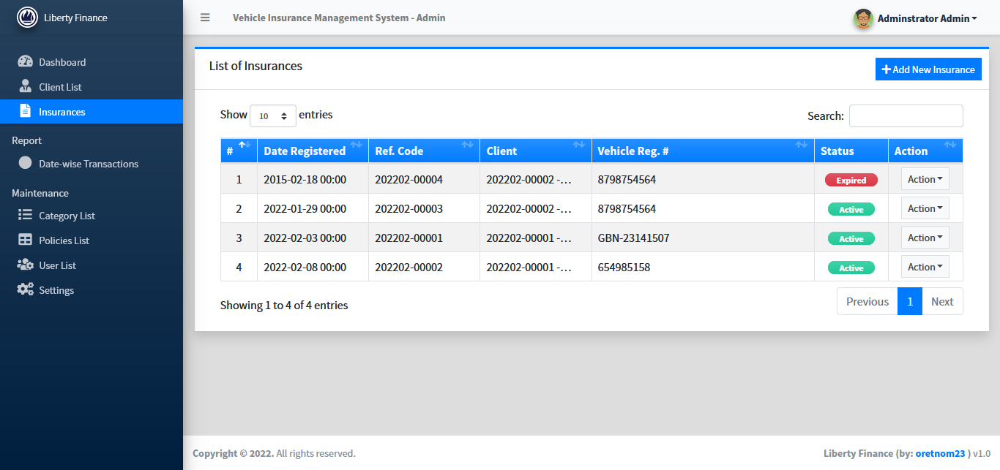 Liberty Finance
Vehicle Insurance Management System - Admin
Adminstrator Admin
Dashboard
Client List
Insurances
Report
Date-wise Transactions
Maintenance
Category List
Policies List
User List
Settings
List of Insurances
Add New Insurance
Show 10 entries
Search:
# Date Registered Ref. Code Client Vehicle Reg. # Status Action
1 2015-02-18 00:00 202202-00004 202202-00002 -... 8798754564 Expired Action
2 2022-01-29 00:00 202202-00003 202202-00002 -... 8798754564 Active Action
3 2022-02-03 00:00 202202-00001 202202-00001 -... GBN-23141507 Active Action
4 2022-02-08 00:00 202202-00002 202202-00001 -... 654985158 Active Action
Showing 1 to 4 of 4 entries
Previous 1 Next
Copyright © 2022. All rights reserved.
Liberty Finance (by: oretnom23 ) v1.0